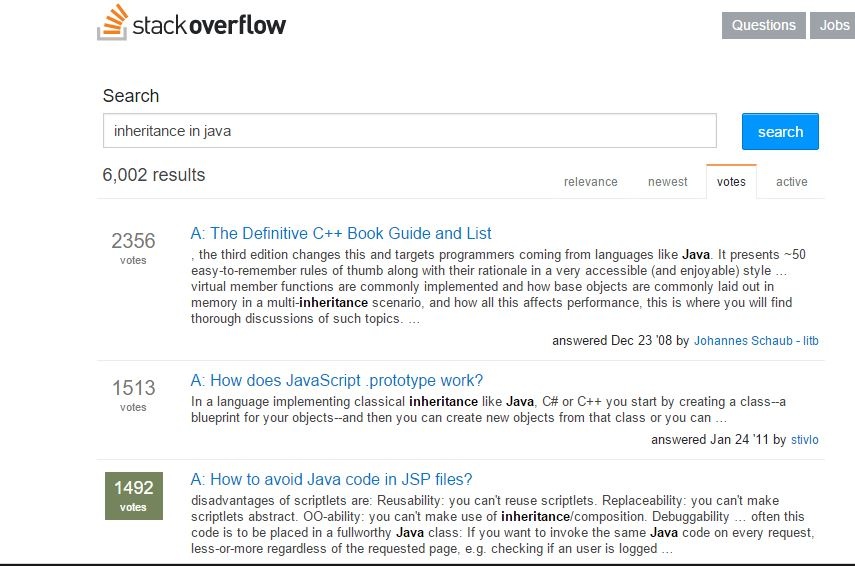 stackoverflow
Questions
Jobs
Search
inheritance in java
search
6,002 results
relevance
newest
votes
active
2356
votes
A: The Definitive C++ Book Guide and List
, the third edition changes this and targets programmers coming from languages like Java. It presents ~50
easy-to-remember rules of thumb along with their rationale in a very accessible (and enjoyable) style ...
virtual member functions are commonly implemented and how base objects are commonly laid out in
memory in a multi-inheritance scenario, and how all this affects performance, this is where you will find
thorough discussions of such topics. ...
answered Dec 23 '08 by Johannes Schaub - litb
1513
votes
A: How does JavaScript .prototype work?
In a language implementing classical inheritance like Java, C# or C++ you start by creating a class--a
blueprint for your objects--and then you can create new objects from that class or you can ...
answered Jan 24 '11 by stivlo
1492
votes
A: How to avoid Java code in JSP files?
disadvantages of scriptlets are: Reusability: you can't reuse scriptlets. Replaceability: you can't make
scriptlets abstract. OO-ability: you can't make use of inheritance/composition. Debuggability ... often this
code is to be placed in a fullworthy Java class: If you want to invoke the same Java code on every request,
less-or-more regardless of the requested page, e.g. checking if an user is logged ...